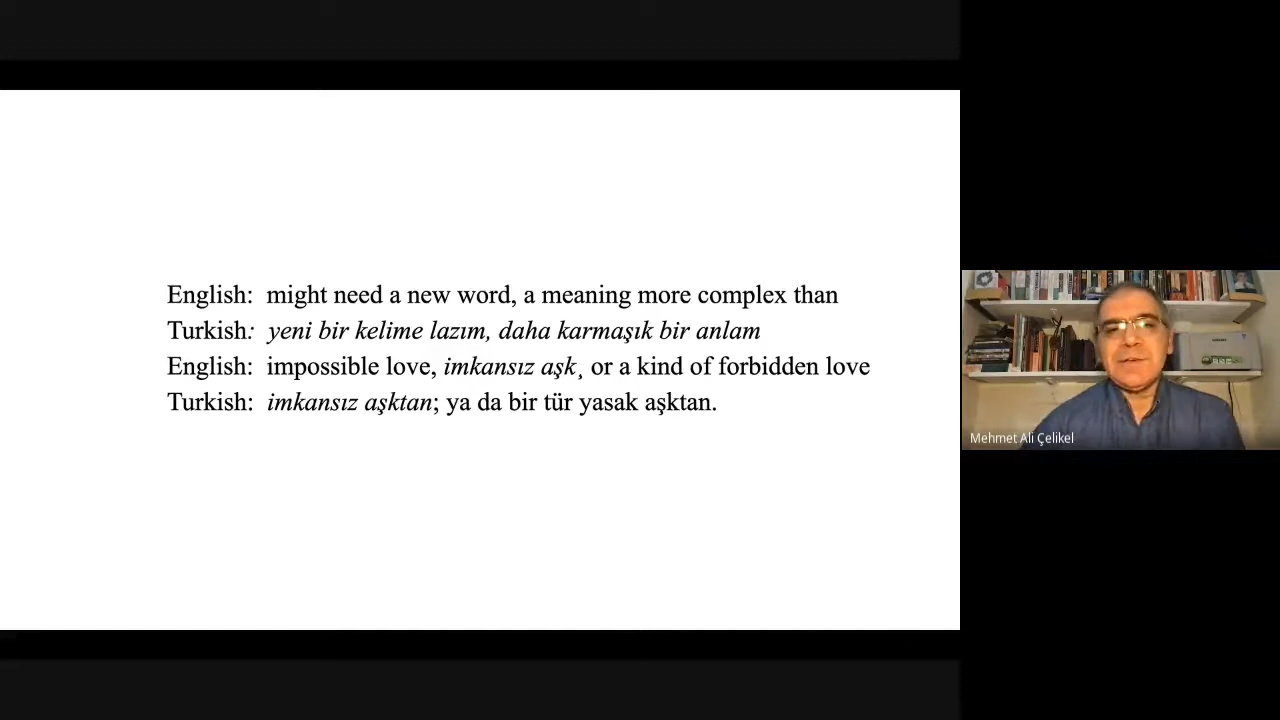 English: might need a new word, a meaning more complex than
Turkish: yeni bir kelime lazım, daha karmaşık bir anlam
English: impossible love, imkansız aşk¸ or a kind of forbidden love
Turkish: imkansız aşktan; ya da bir tür yasak aşktan.
Mehmet Ali Çelikel